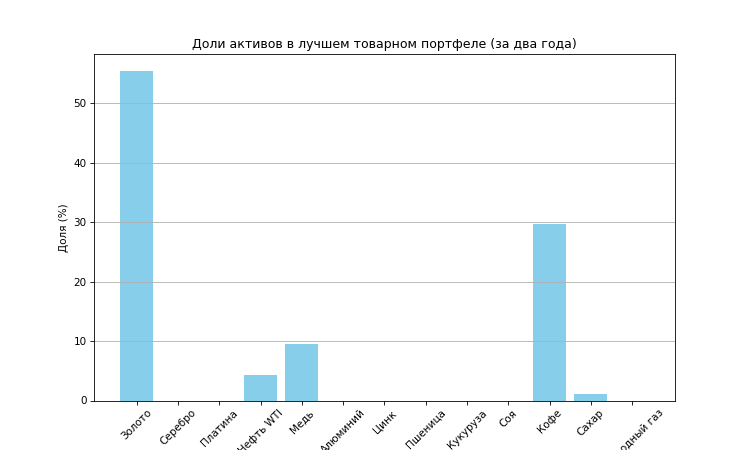 Доли активов в лучшем товарном портфеле (за два года)
Доля (%)
50
40
30
20
10
0
Золото
Серебро
Платина
Нефть WTI
Медь
Алюминий
Цинк
Пшеница
Кукуруза
Соя
Кофе
Сахар
газ